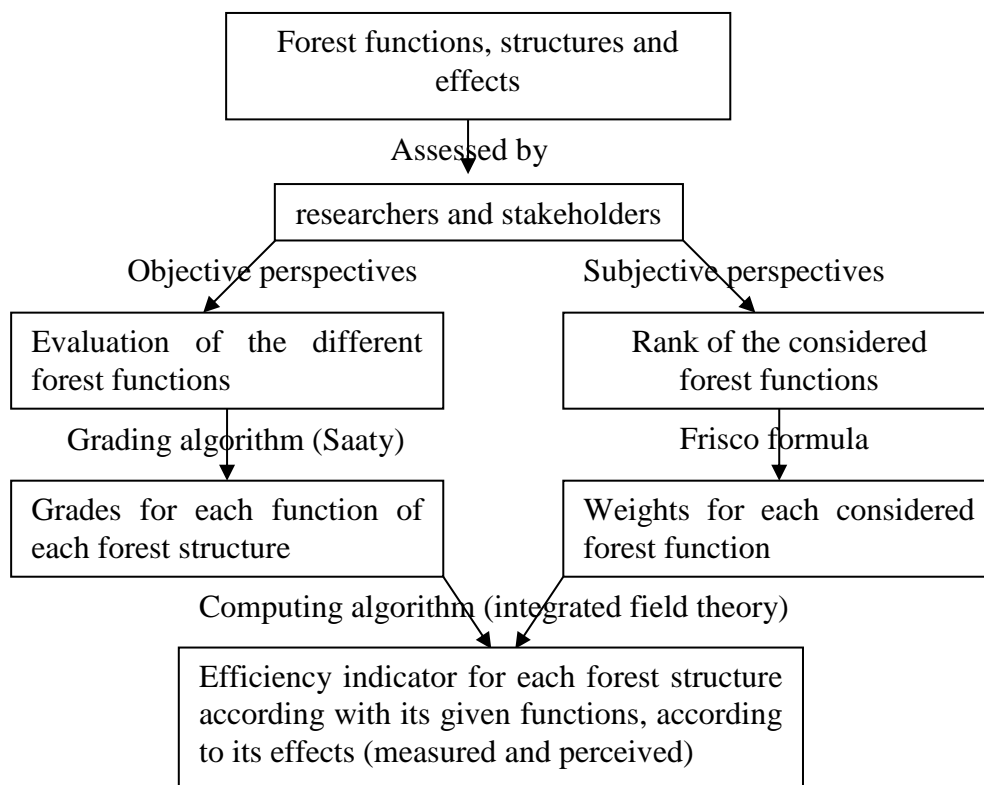 Forest functions, structures and
effects
Assessed by
researchers and stakeholders
Objective perspectives
Subjective perspectives
Evaluation of the different
forest functions
Rank of the considered
forest functions
Grading algorithm (Saaty)
Frisco formula
Grades for each function of
each forest structure
Weights for each considered
forest function
Computing algorithm (integrated field theory)
Efficiency indicator for each forest structure
according with its given functions, according
to its effects (measured and perceived)